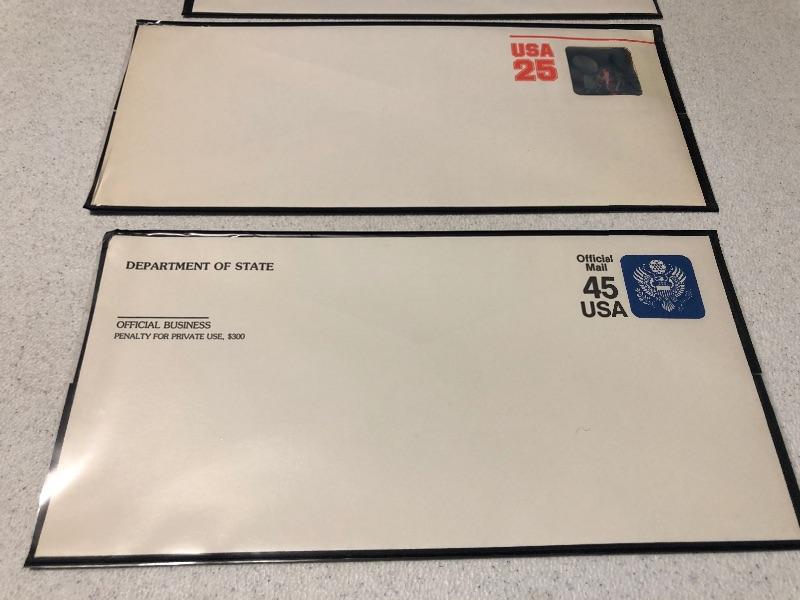 USA
25
DEPARTMENT OF STATE
OFFICIAL BUSINESS
PENALTY FOR PRIVATE USE, $300
Official
Mail
45
USA